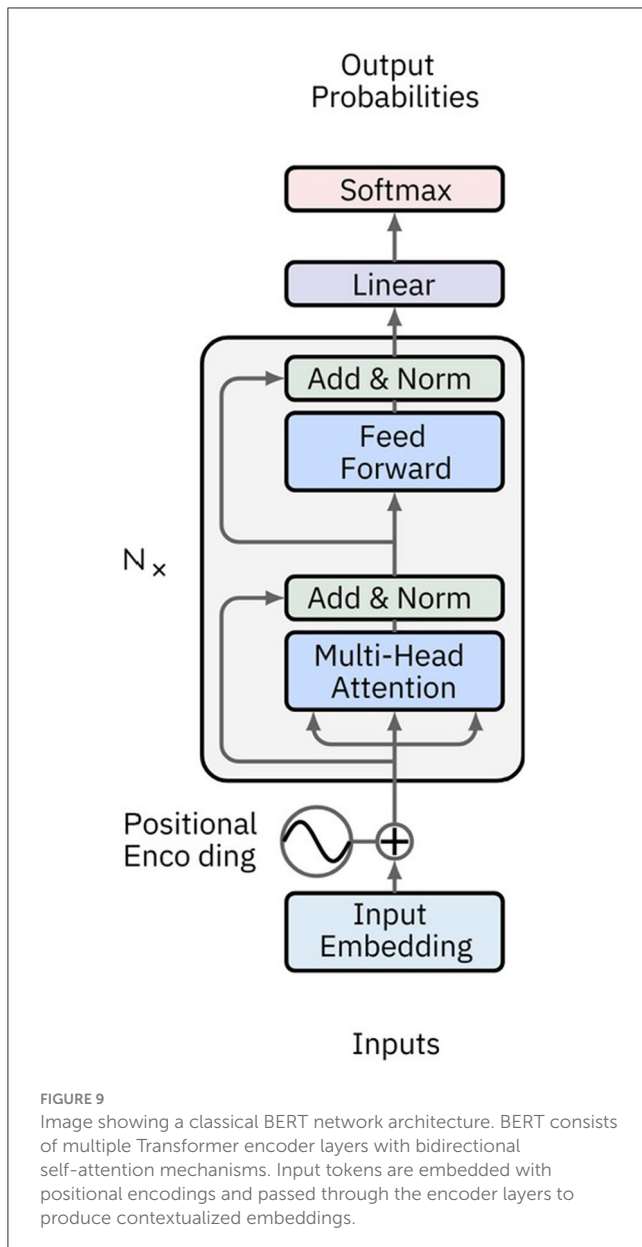 Output
Probabilities
Softmax
Linear
Add & Norm
Feed
Forward
Nx
Add & Norm
Multi-Head
Attention
Positional
Enco ding
Input
Embedding
Inputs
FIGURE 9
Image showing a classical BERT network architecture. BERT consists
of multiple Transformer encoder layers with bidirectional
self-attention mechanisms. Input tokens are embedded with
positional encodings and passed through the encoder layers to
produce contextualized embeddings.